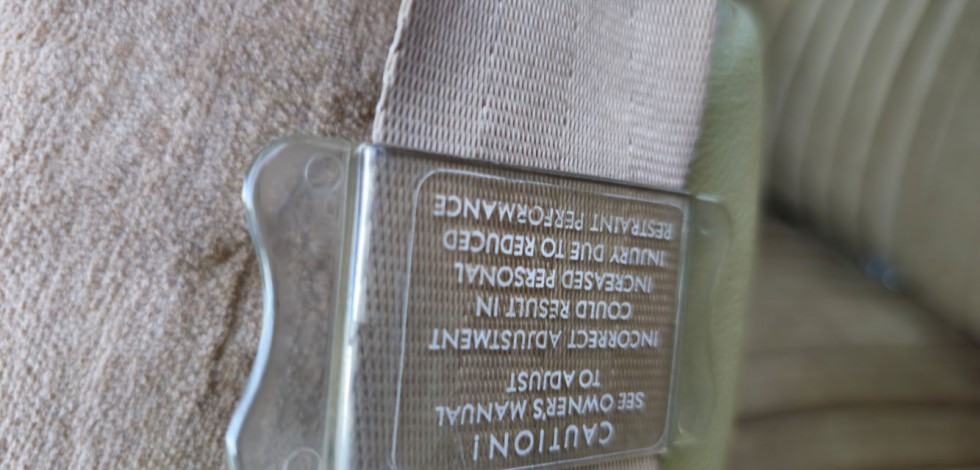 CAUTION!
SEE OWNER'S MANUAL
TO ADJUST
INCORRECT ADJUSTMENT
COULD RESULT IN
INCREASED PERSONAL
INJURY DUE TO REDUCED
RESTRAINT PERFORMANCE